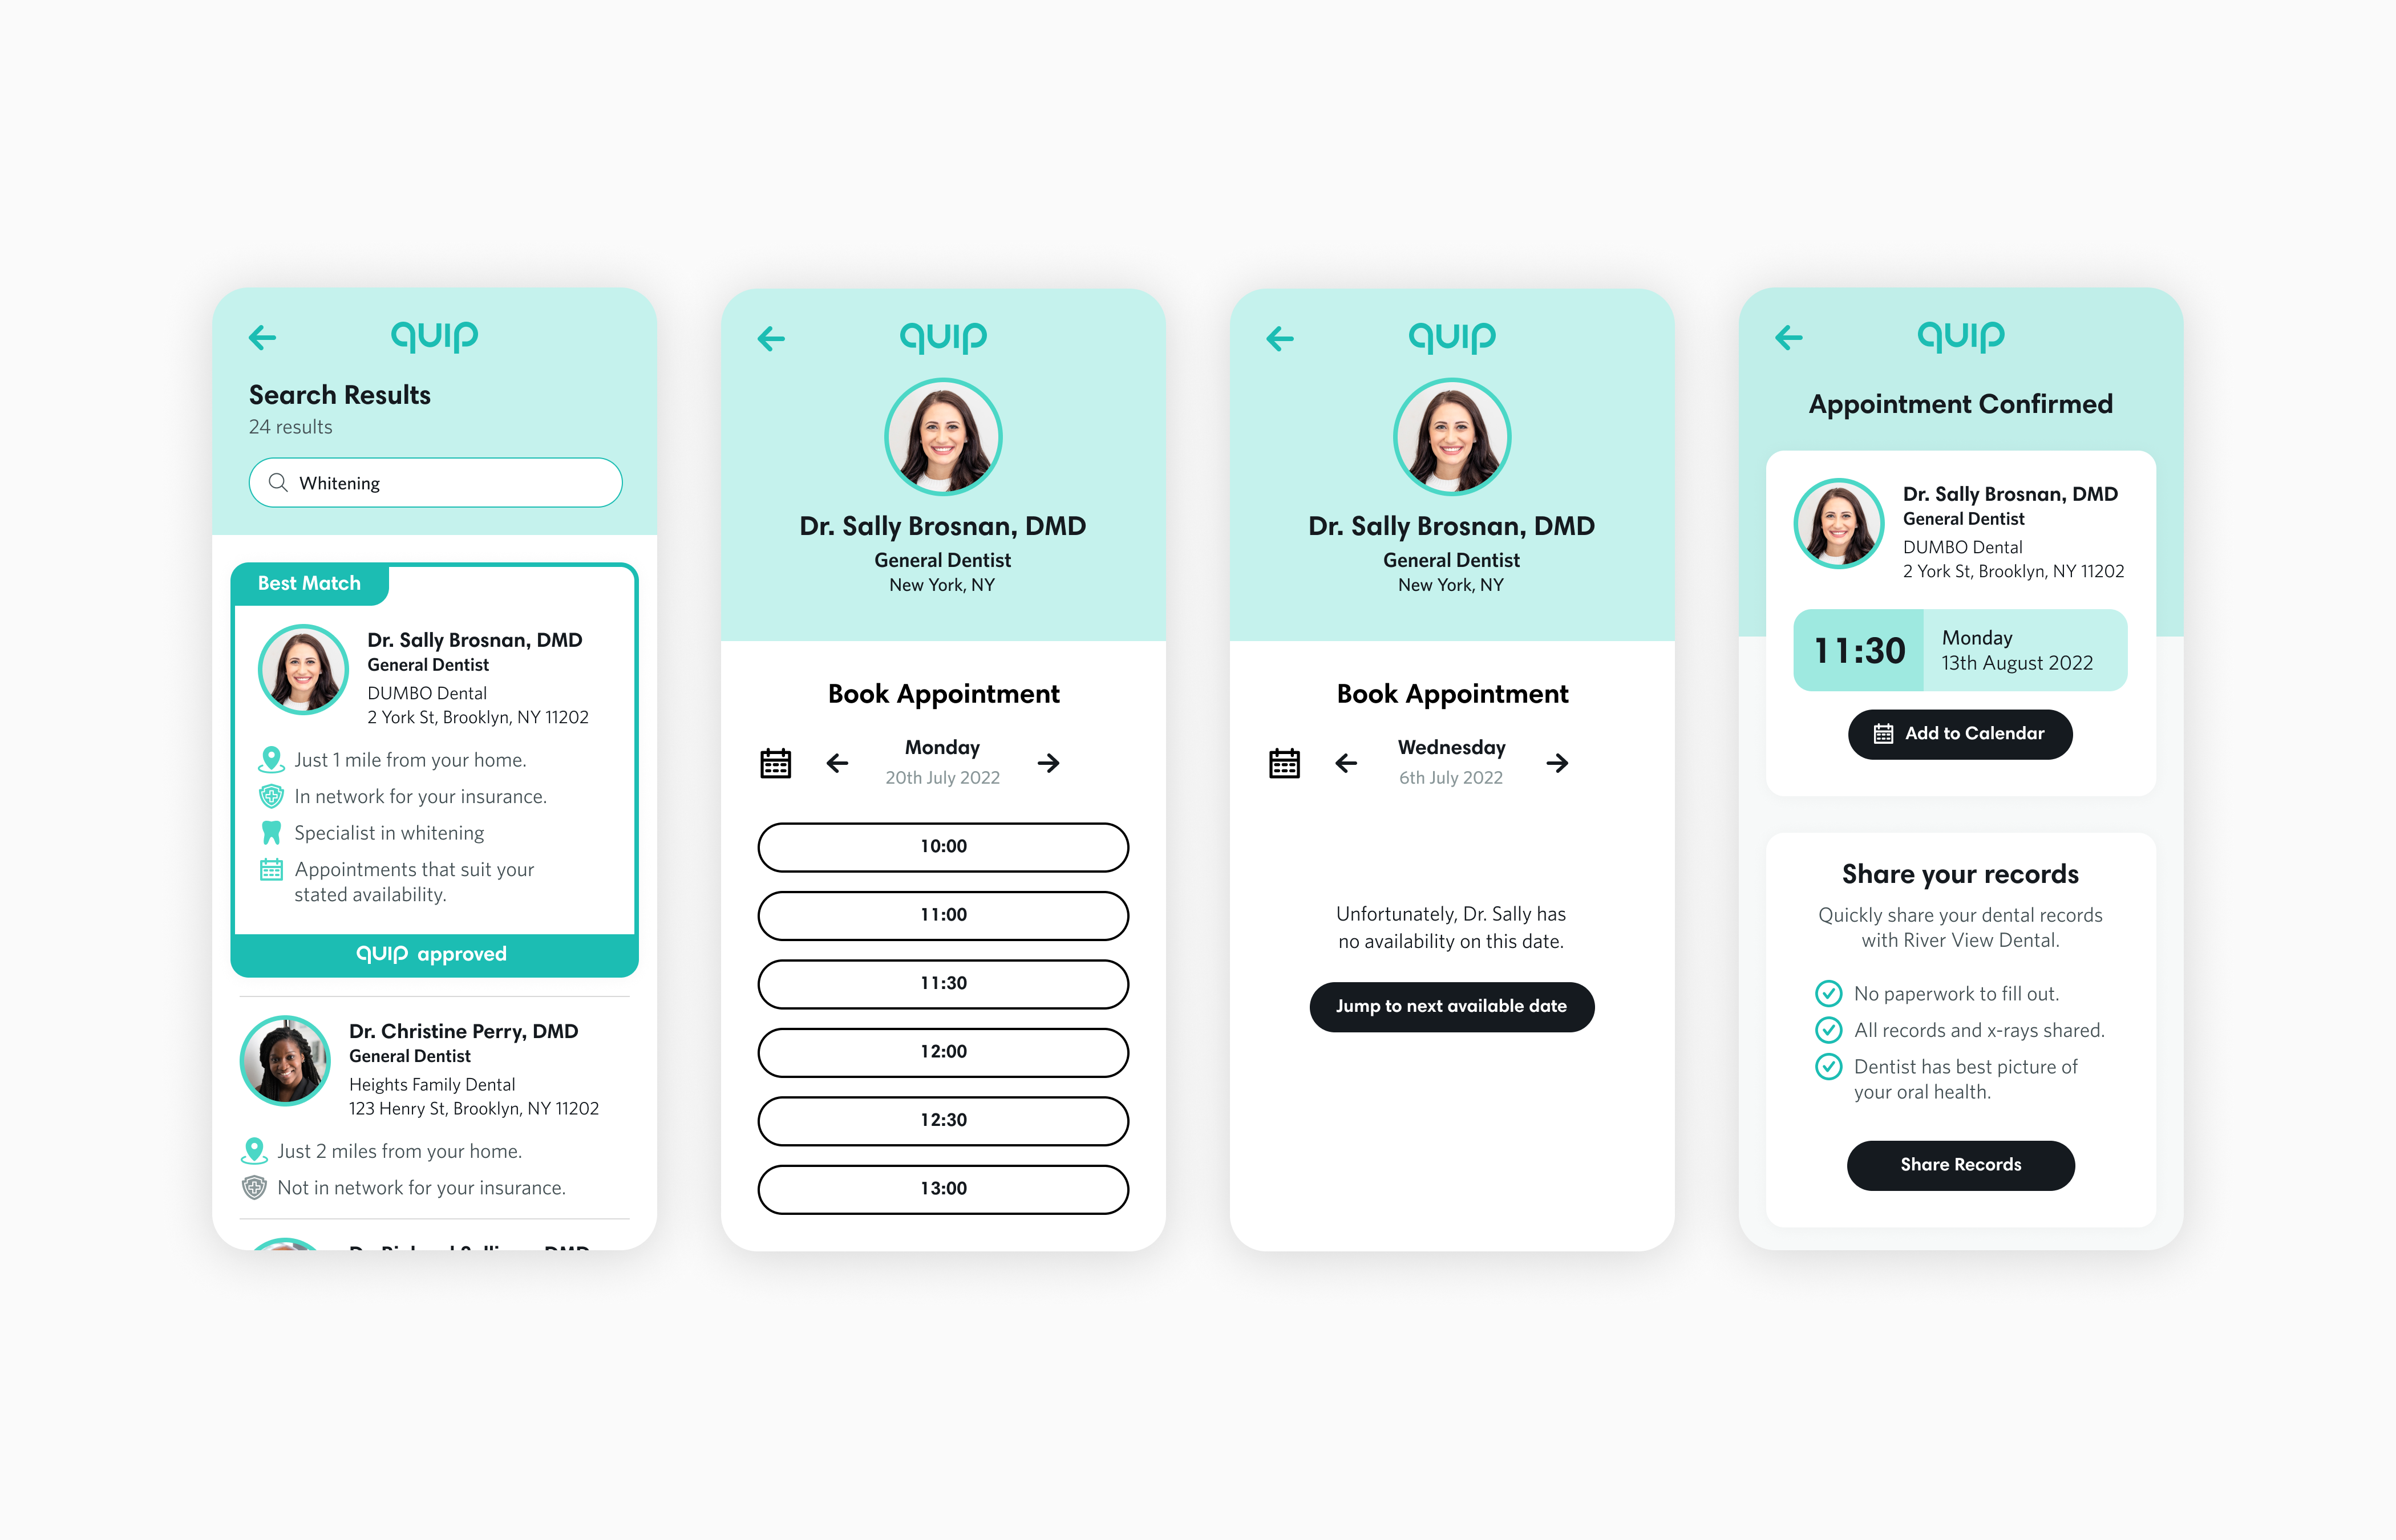 quip
Search Results
24 results
Whitening
Best Match
Dr. Sally Brosnan, DMD
General Dentist
DUMBO Dental
2 York St, Brooklyn, NY 11202
Just 1 mile from your home.
In network for your insurance.
Specialist in whitening
Appointments that suit your
stated availability.
quip approved
Dr. Christine Perry, DMD
General Dentist
Heights Family Dental
123 Henry St, Brooklyn, NY 11202
Just 2 miles from your home.
Not in network for your insurance.
quip
Dr. Sally Brosnan, DMD
General Dentist
New York, NY
Book Appointment
Monday
20th July 2022
10:00
11:00
11:30
12:00
12:30
13:00
quip
Dr. Sally Brosnan, DMD
General Dentist
New York, NY
Book Appointment
Wednesday
6th July 2022
Unfortunately, Dr. Sally has
no availability on this date.
Jump to next available date
quip
Appointment Confirmed
Dr. Sally Brosnan, DMD
General Dentist
DUMBO Dental
2 York St, Brooklyn, NY 11202
11:30
Monday
13th August 2022
Add to Calendar
Share your records
Quickly share your dental records
with River View Dental.
No paperwork to fill out.
All records and x-rays shared.
Dentist has best picture of
your oral health.
Share Records